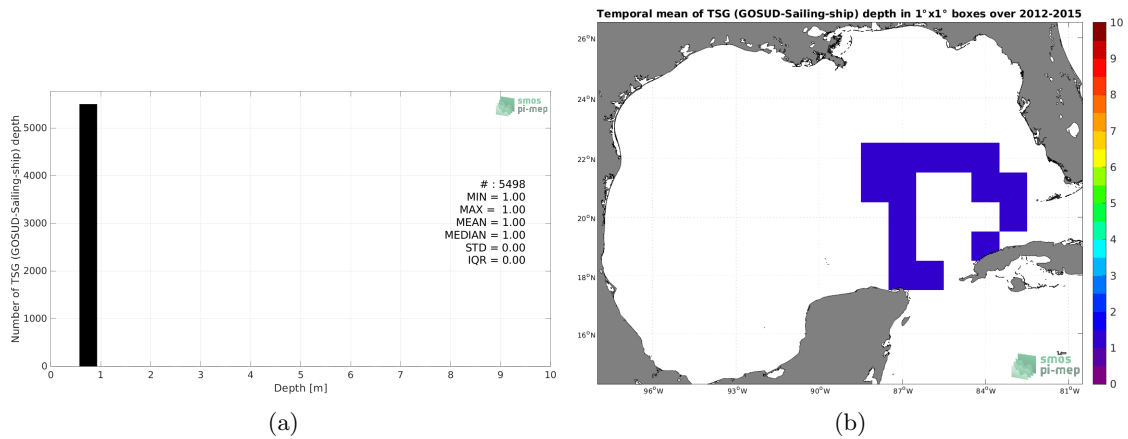 Temporal mean of TSG (GOSUD-Sailing-ship) depth in 1°x1° boxes over 2012-2015
Number of TSG (GOSUD-Sailing-ship) depth
5000
4000
3000
2000
1000
0
smos
pi-mep
# : 5498
MIN = 1.00
MAX = 1.00
MEAN = 1.00
MEDIAN = 1.00
STD = 0.00
IQR = 0.00
0 1 2 3 4 5 6 7 8 9 10
Depth [m]
(a)
26°N
24°N
22°N
20°N
18°N
16°N
96°W 93°W 90°W 87°W 84°W 81°W
smos
pi-mep
10
9
8
7
6
5
4
3
2
1
0
(b)